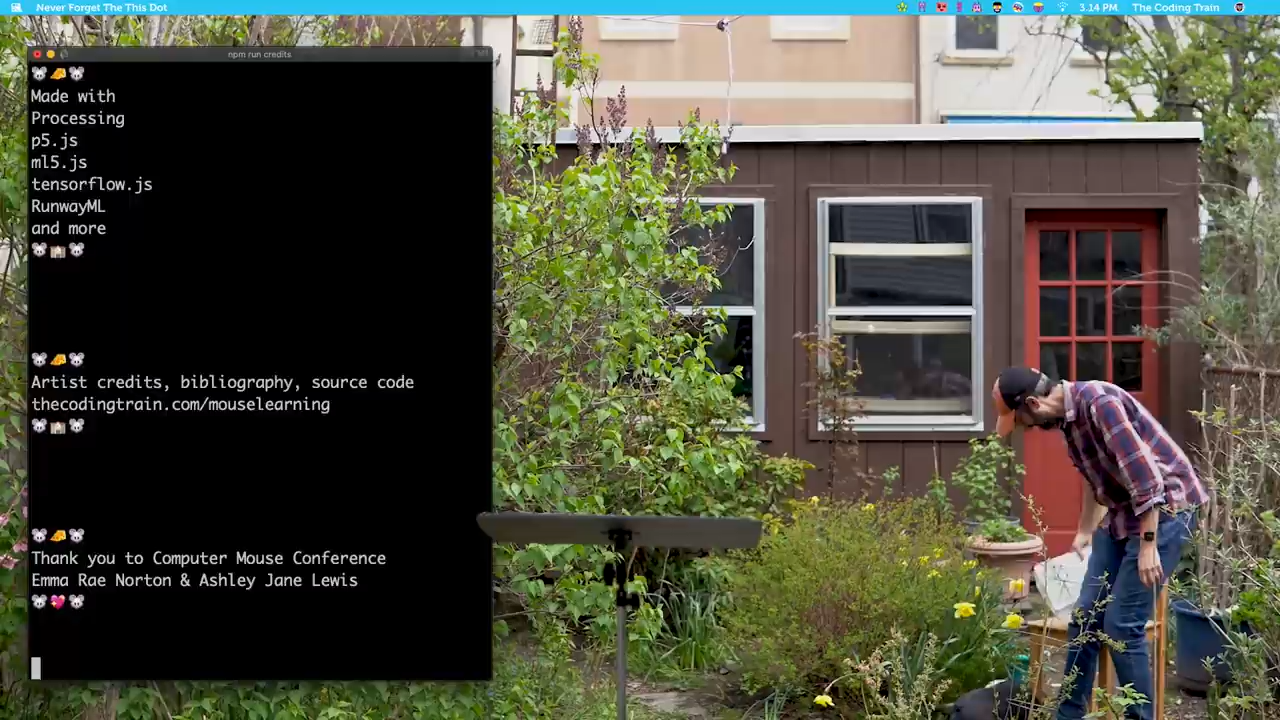 Never Forget The This Dot
3.14 PM The Coding Train
npm run credits
🐭🧀🐭
Made with
Processing
p5.js
ml5.js
tensorflow.js
RunwayML
and more
🐭🏫🐭
🐭🧀🐭
Artist credits, bibliography, source code
thecodingtrain.com/mouselearning
🐭🏫🐭
🐭🧀🐭
Thank you to Computer Mouse Conference
Emma Rae Norton & Ashley Jane Lewis
🐭💖🐭